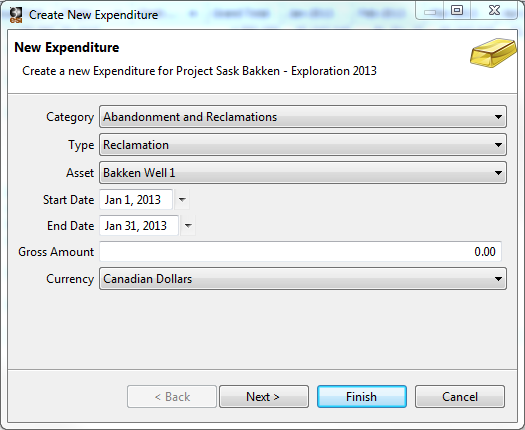 Create New Expenditure
New Expenditure
Create a new Expenditure for Project Sask Bakken - Exploration 2013
Category Abandonment and Reclamations
Type Reclamation
Asset Bakken Well 1
Start Date Jan 1, 2013
End Date Jan 31, 2013
Gross Amount 0.00
Currency Canadian Dollars
< Back Next > Finish Cancel